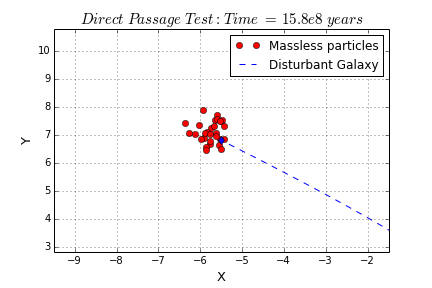 Direct Passage Test : Time = 15.8e8 years
Massless particles
Disturbant Galaxy
10
9
8
7
6
5
4
3
Y
−9 −8 −7 −6 −5 −4 −3 −2
X